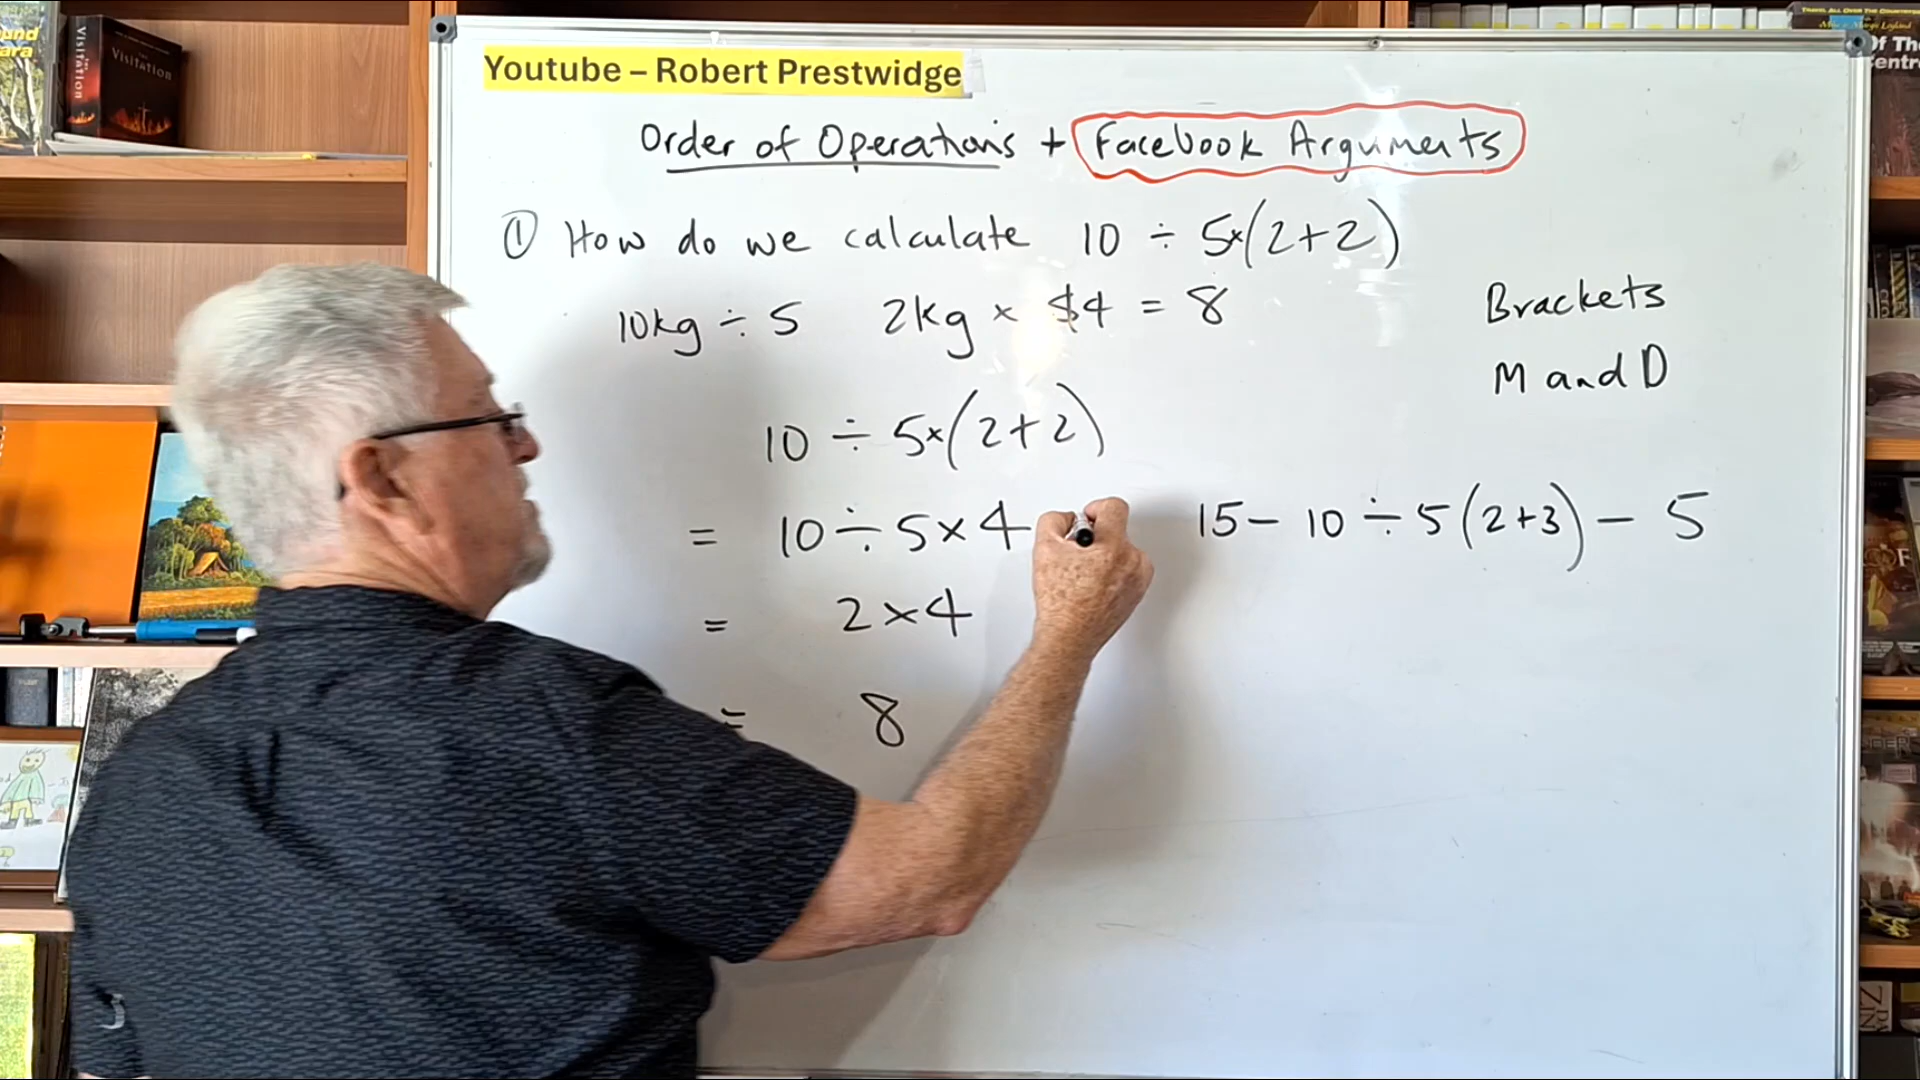 Youtube – Robert Prestwidge
Order of Operations + Facebook Arguments
① How do we calculate 10 ÷ 5×(2+2)
10kg ÷ 5 2kg × $4 = 8
Brackets
M and D
10 ÷ 5×(2+2)
= 10 ÷ 5 × 4
= 2 × 4
= 8
15 – 10 ÷ 5(2+3) – 5
Visitation
Visitation